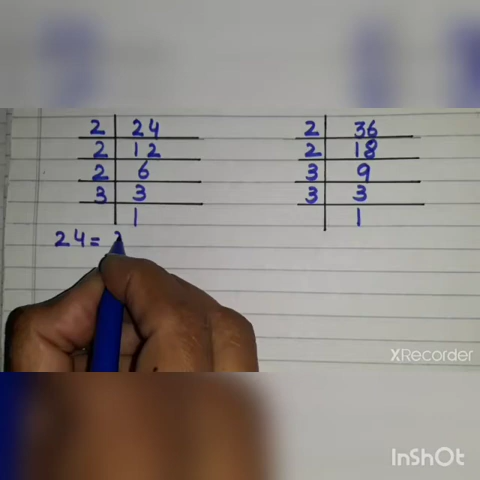 2 | 24     2 | 36
2 | 12     2 | 18
2 | 6     3 | 9
3 | 3     3 | 3
| 1     | 1
24 =
XRecorder
InShOt